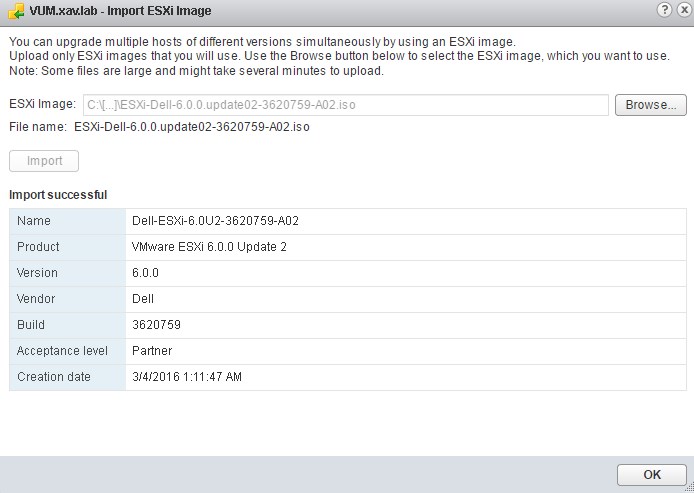 VUM.xav.lab - Import ESXi Image
You can upgrade multiple hosts of different versions simultaneously by using an ESXi image.
Upload only ESXi images that you will use. Use the Browse button below to select the ESXi image, which you want to use.
Note: Some files are large and might take several minutes to upload.
ESXi Image: C:\[...]\ESXi-Dell-6.0.0.update02-3620759-A02.iso Browse...
File name: ESXi-Dell-6.0.0.update02-3620759-A02.iso
Import
Import successful
Name Dell-ESXi-6.0U2-3620759-A02
Product VMware ESXi 6.0.0 Update 2
Version 6.0.0
Vendor Dell
Build 3620759
Acceptance level Partner
Creation date 3/4/2016 1:11:47 AM
OK